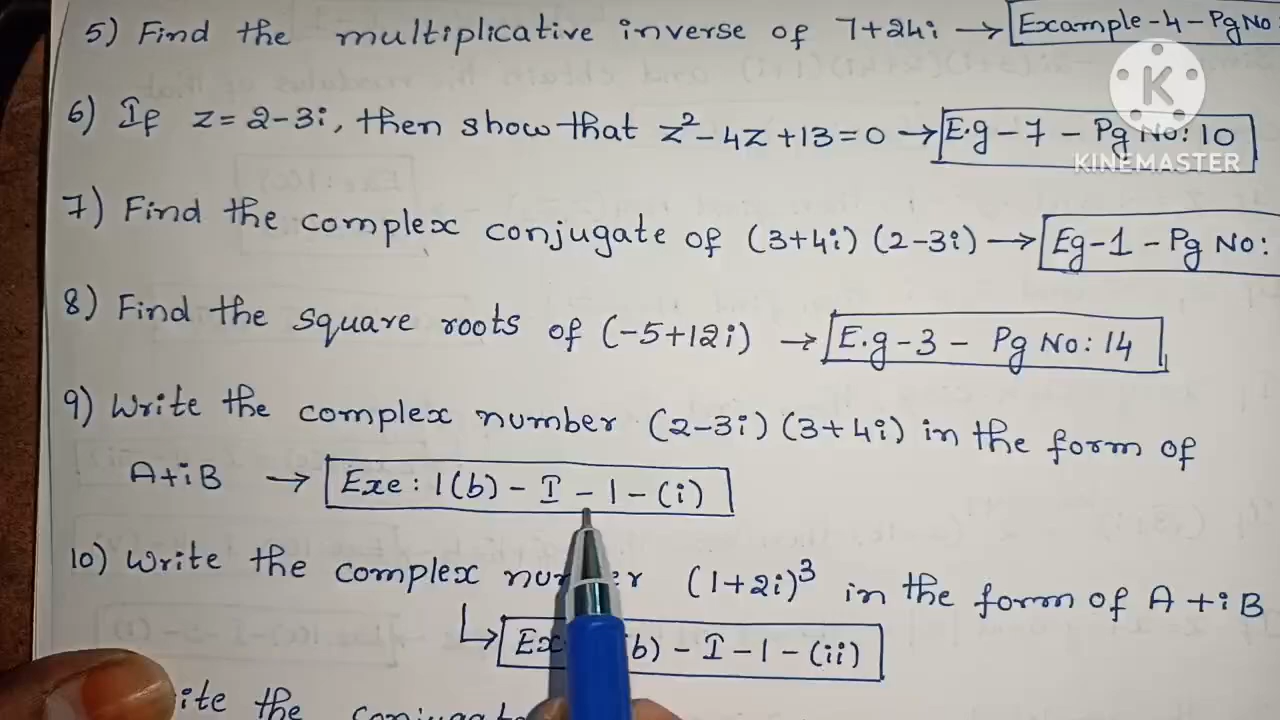 5) Find the multiplicative inverse of 7+24i → Example-4-Pg No:
K
6) If z=2-3i, then show that z²-4z+13=0 → E.g-7 - Pg No: 10
KINEMASTER
7) Find the complex conjugate of (3+4i) (2-3i) → Eg-1 - Pg No:
8) Find the square roots of (-5+12i) → E.g-3 - Pg No: 14
9) Write the complex number (2-3i) (3+4i) in the form of
A+iB → Exe: 1(b) - I - 1 - (i)
10) Write the complex number (1+2i)³ in the form of A+iB
↳ Ex b) - I - 1 - (ii)
ite the conjugate